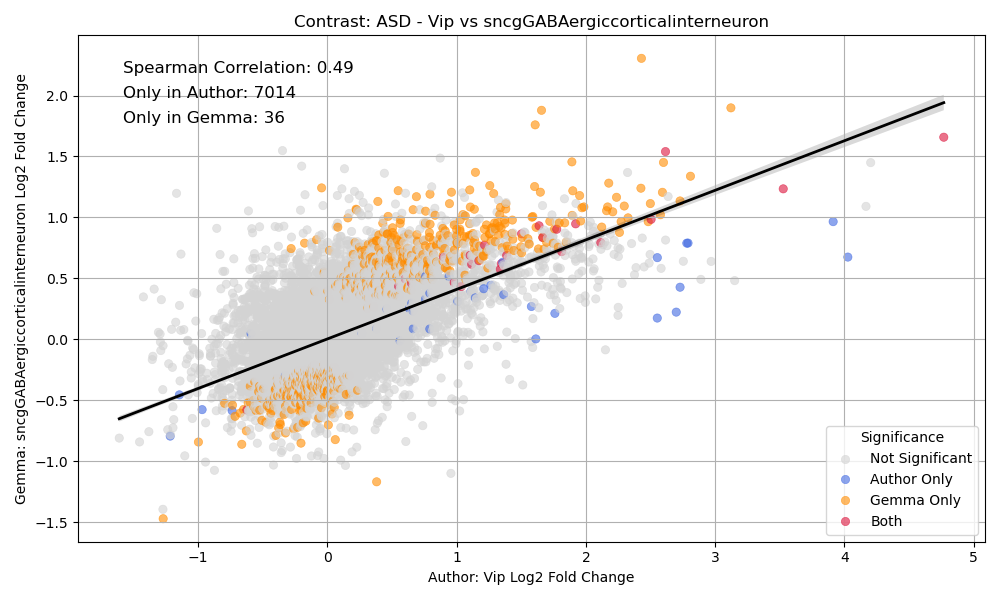 Contrast: ASD - Vip vs sncgGABAergiccorticalinterneuron
Spearman Correlation: 0.49
Only in Author: 7014
Only in Gemma: 36
Gemma: sncgGABAergiccorticalinterneuron Log2 Fold Change
2.0
1.5
1.0
0.5
0.0
−0.5
−1.0
−1.5
Significance
Not Significant
Author Only
Gemma Only
Both
−1
0
1
2
3
4
5
Author: Vip Log2 Fold Change